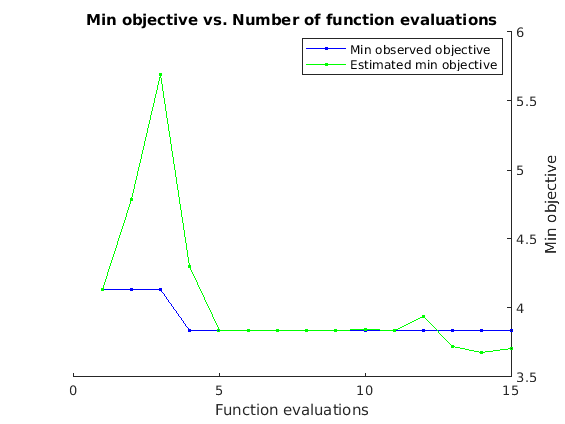 Min objective vs. Number of function evaluations
Min observed objective
Estimated min objective
6
5.5
5
4.5
4
3.5
Min objective
0
5
10
15
Function evaluations